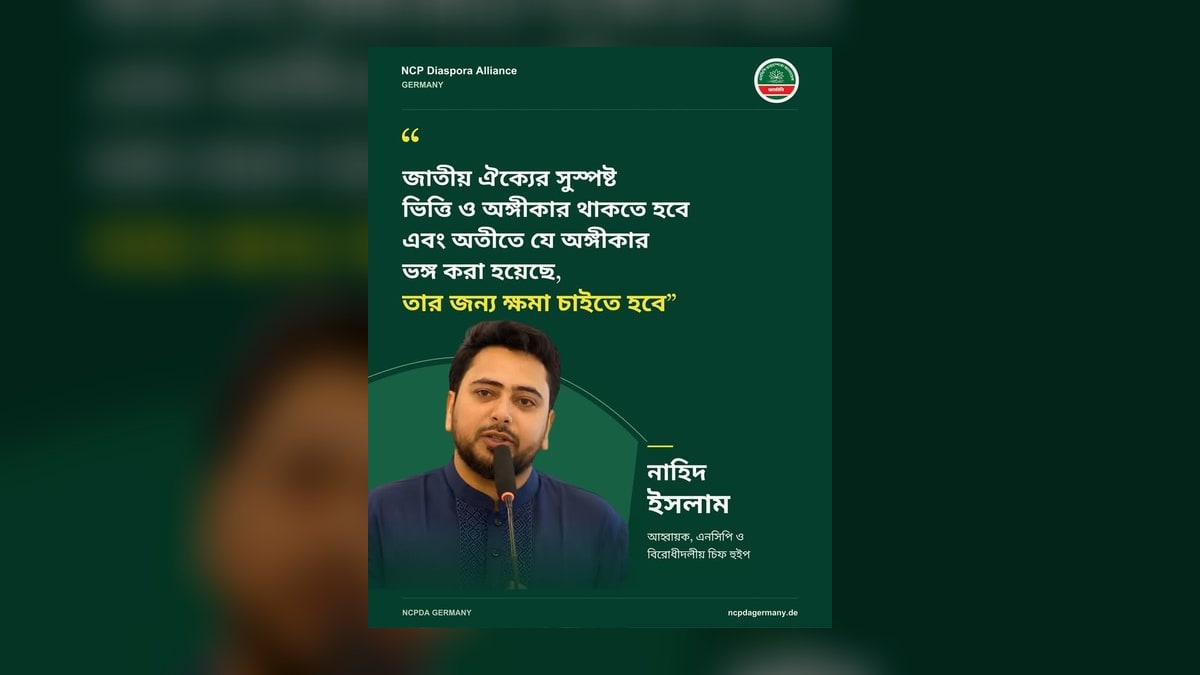 NCP Diaspora Alliance
GERMANY
“
জাতীয় ঐক্যের সুস্পষ্ট
ভিত্তি ও অঙ্গীকার থাকতে হবে
এবং অতীতে যে অঙ্গীকার
ভঙ্গ করা হয়েছে,
তার জন্য ক্ষমা চাইতে হবে”
নাহিদ
ইসলাম
আহ্বায়ক, এনসিপি ও
বিরোধীদলীয় চিফ হুইপ
NCPDA GERMANY
ncpdagermany.de